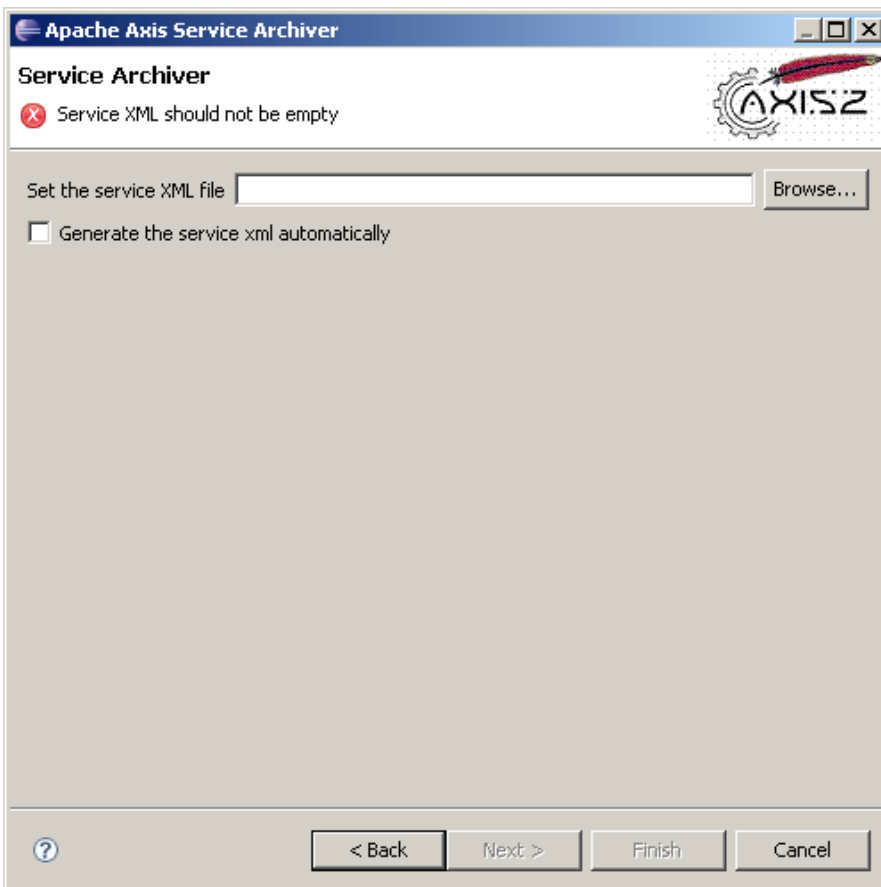 Apache Axis Service Archiver
Service Archiver
Service XML should not be empty
AXIS2
Set the service XML file
Browse...
Generate the service xml automatically
?
< Back
Next >
Finish
Cancel